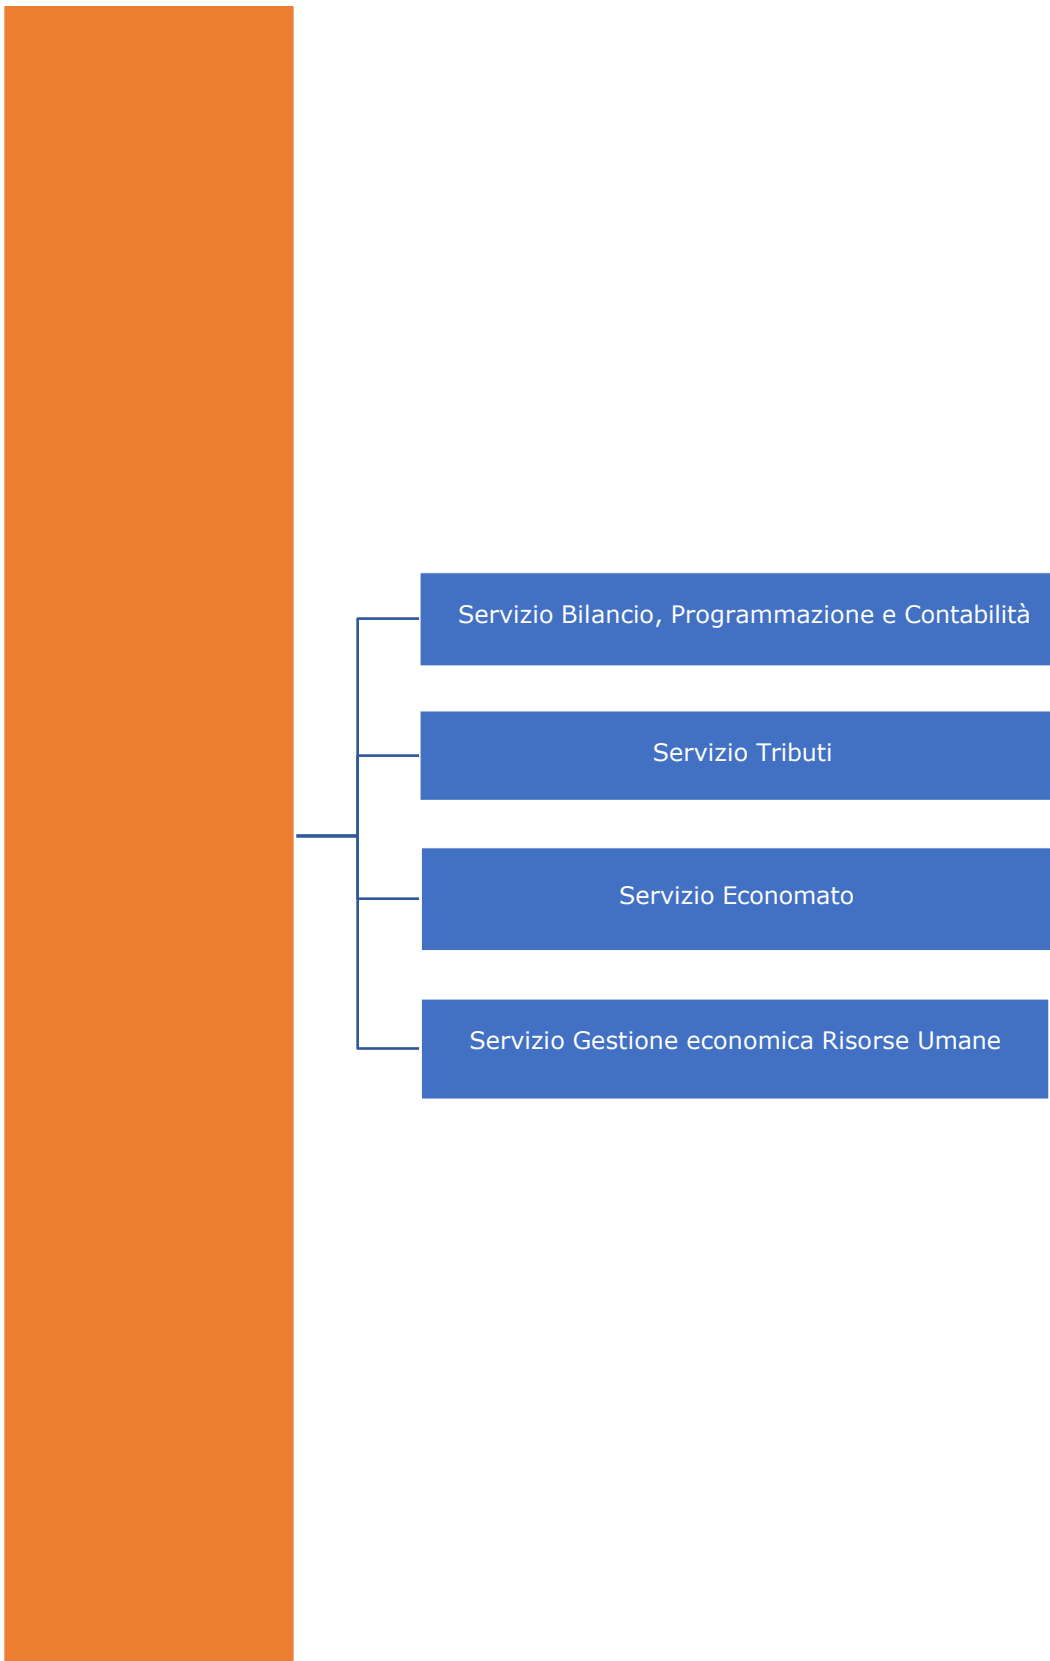 Servizio Bilancio, Programmazione e Contabilità
Servizio Tributi
Servizio Economato
Servizio Gestione economica Risorse Umane